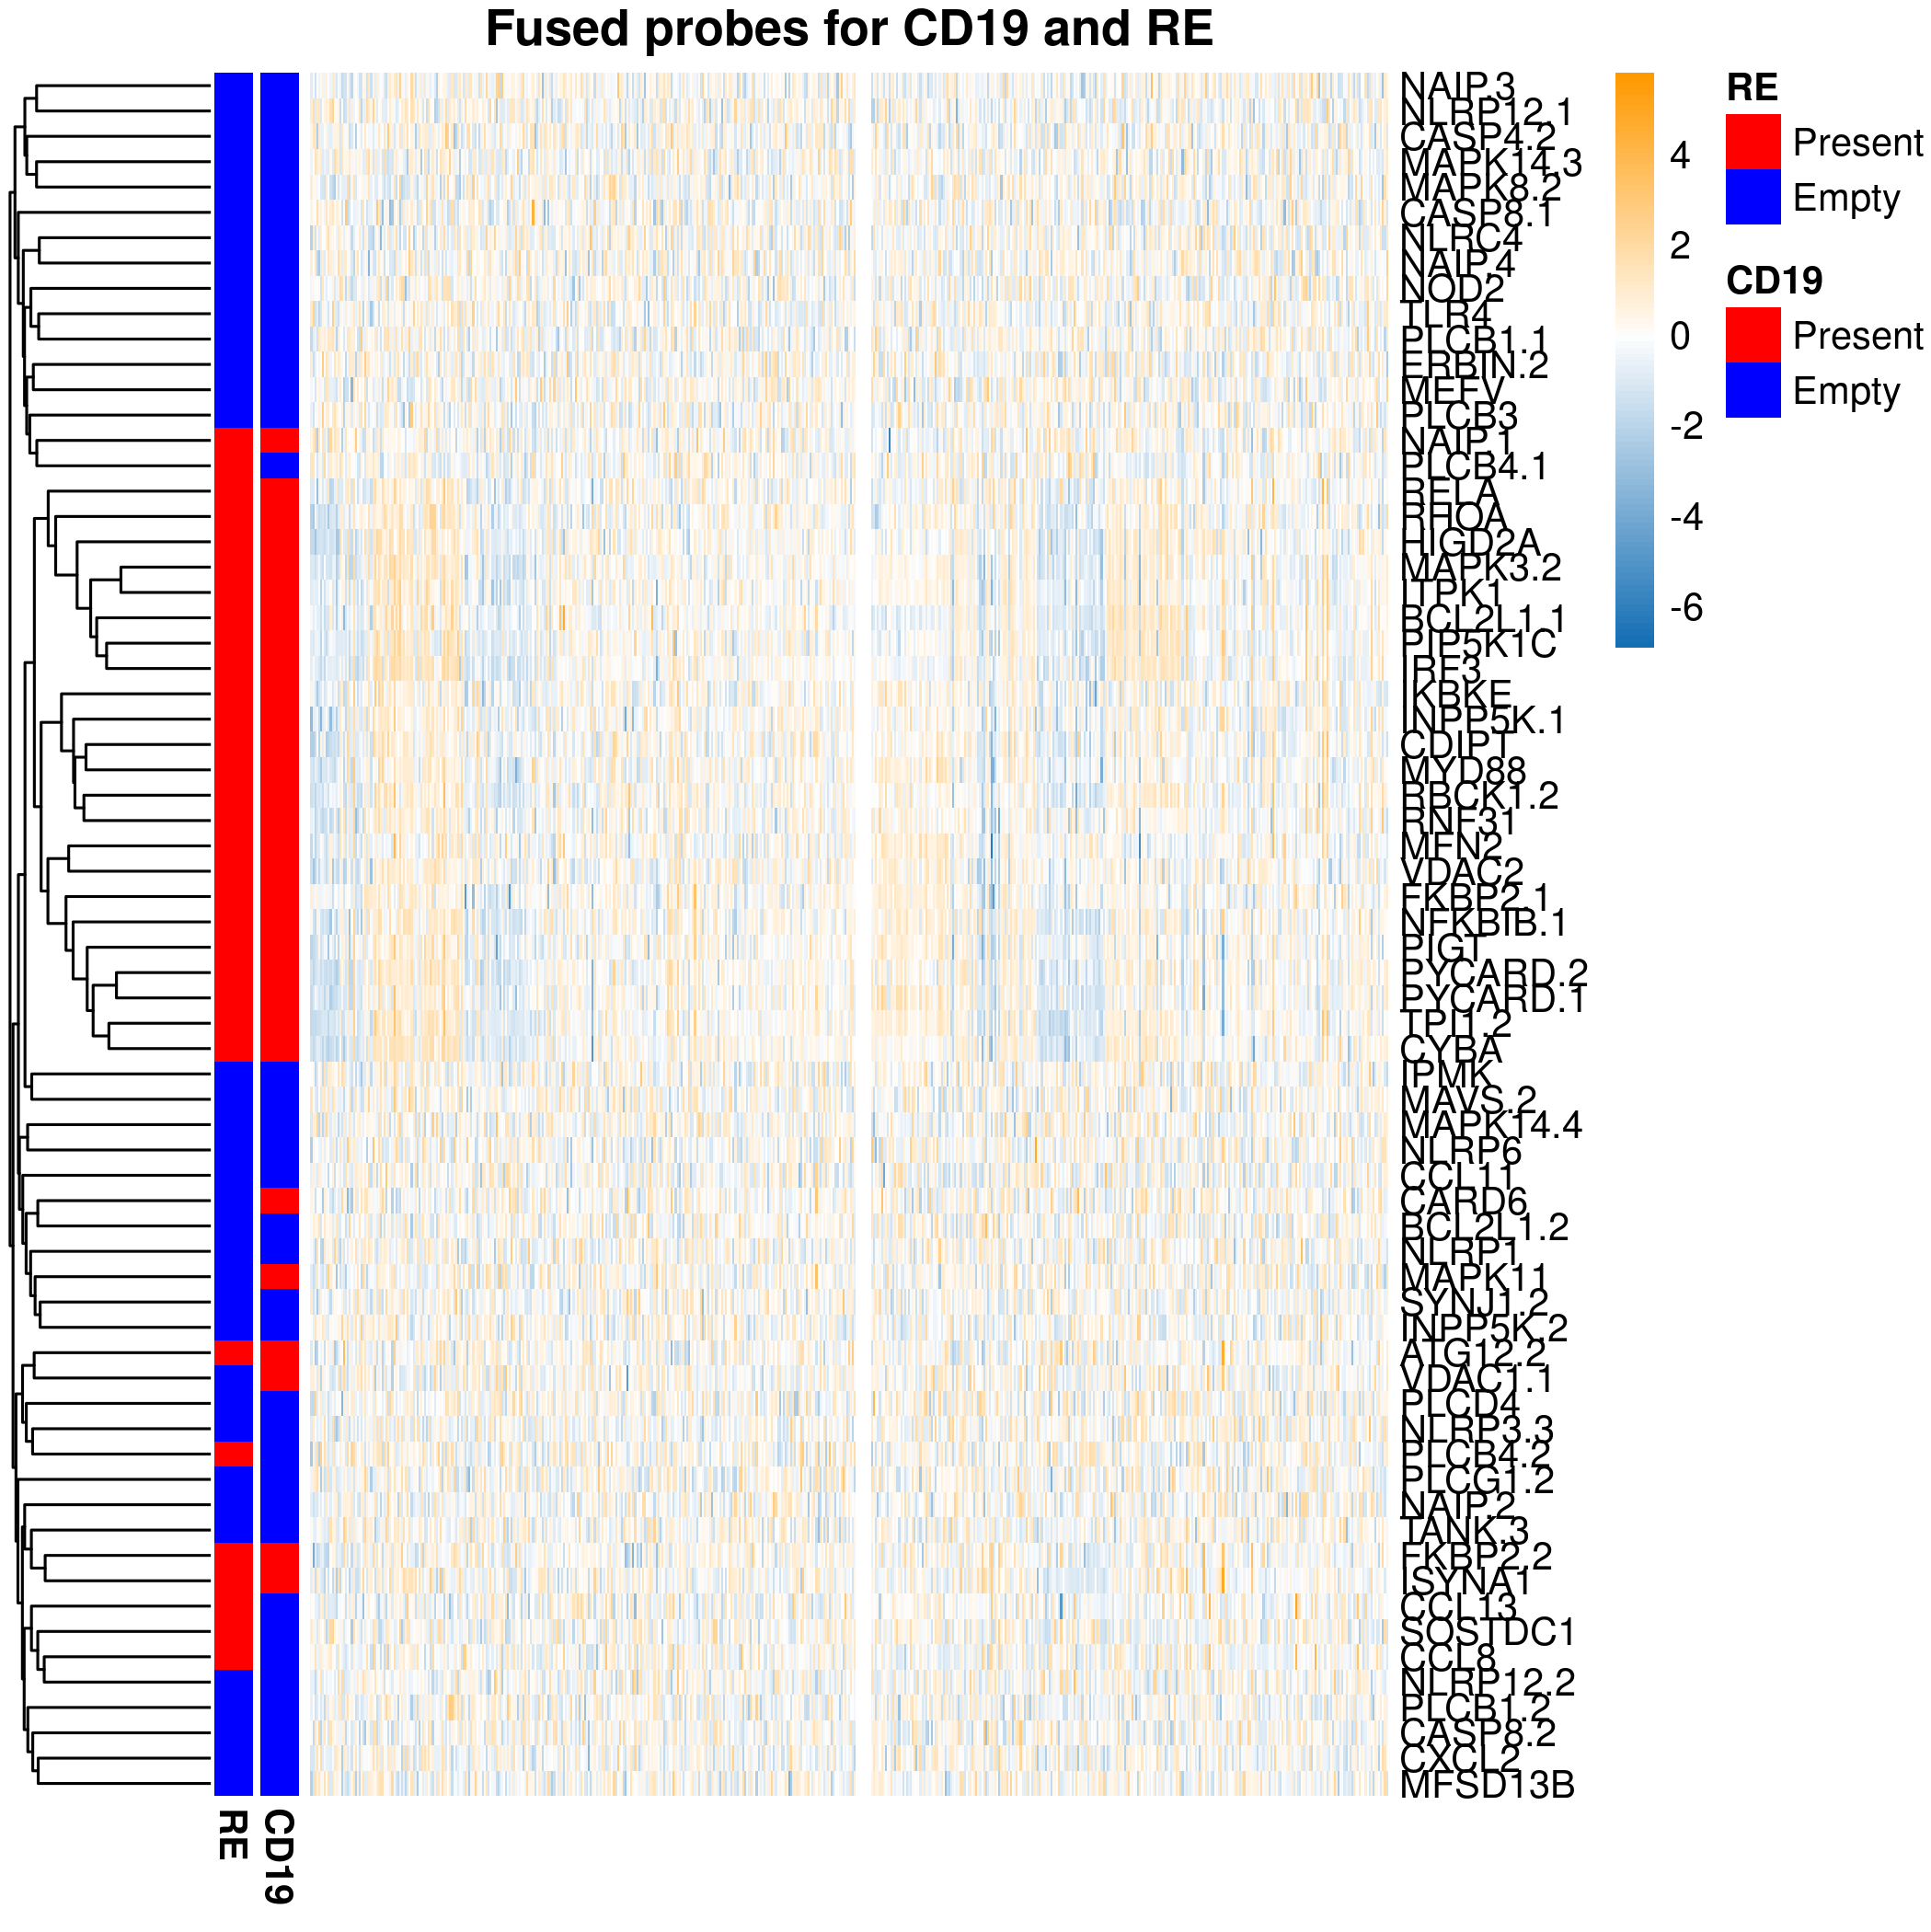 Fused probes for CD19 and RE
NAIP.3
NLRP12.1
CASP4.2
MAPK14.3
MAPK8.2
CASP8.1
NLRC4
NAIP.4
NOD2
TLR4
PLCB1.1
ERBIN.2
MEFV
PLCB3
NAIP.1
PLCB4.1
RELA
RHOA
HIGD2A
MAPK3.2
ITPK1
BCL2L1.1
PIP5K1C
IRF3
IKBKE
INPP5K.1
CDIPT
MYD88
RBCK1.2
RNF31
MFN2
VDAC2
FKBP2.1
NFKBIB.1
PIGT
PYCARD.2
PYCARD.1
TPI1.2
CYBA
IPMK
MAVS.2
MAPK14.4
NLRP6
CCL11
CARD6
BCL2L1.2
NLRP1
MAPK11
SYNJ1.2
INPP5K.2
ATG12.2
VDAC1.1
PLCD4
NLRP3.3
PLCB4.2
PLCG1.2
NAIP.2
TANK.3
FKBP2.2
ISYNA1
CCL13
SOSTDC1
CCL8
NLRP12.2
PLCB1.2
CASP8.2
CXCL2
MFSD13B
4
2
0
-2
-4
-6
RE
Present
Empty
CD19
Present
Empty
RE
CD19